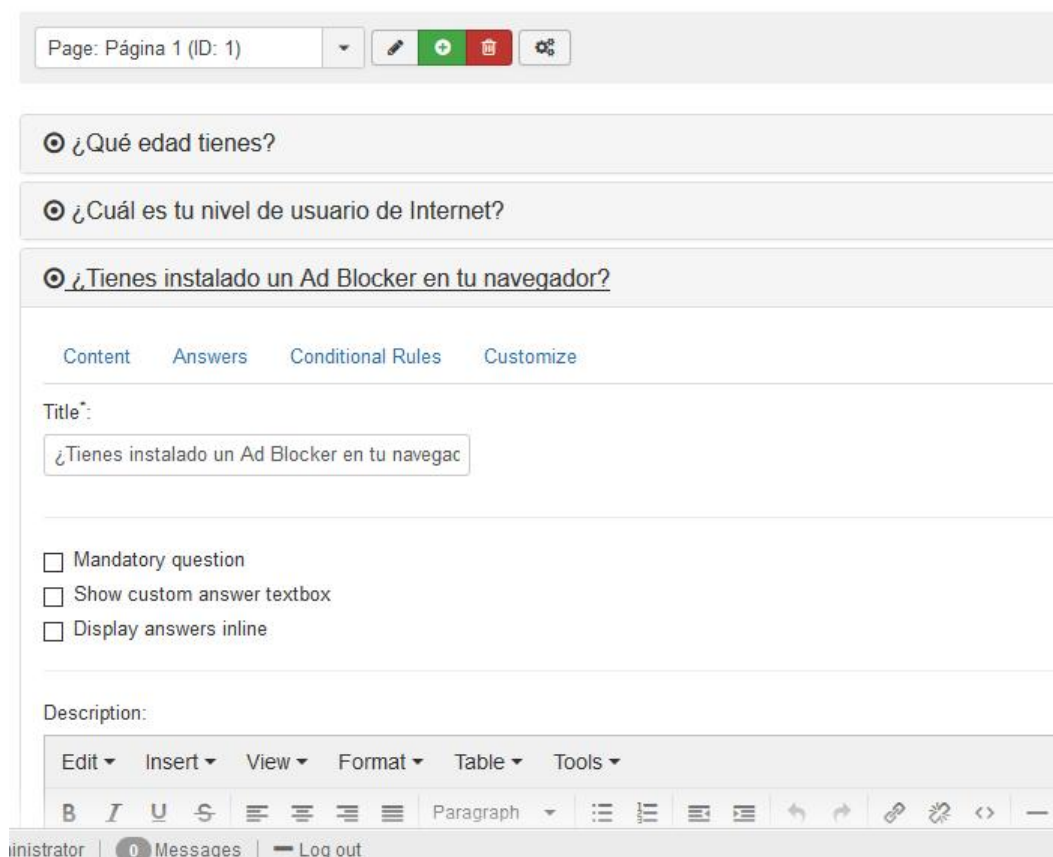 Page: Página 1 (ID: 1)
¿Qué edad tienes?
¿Cuál es tu nivel de usuario de Internet?
¿Tienes instalado un Ad Blocker en tu navegador?
Content Answers Conditional Rules Customize
Title*:
¿Tienes instalado un Ad Blocker en tu navegac
Mandatory question
Show custom answer textbox
Display answers inline
Description:
Edit Insert View Format Table Tools
B I U S Paragraph
inistrator | 0 Messages | Log out